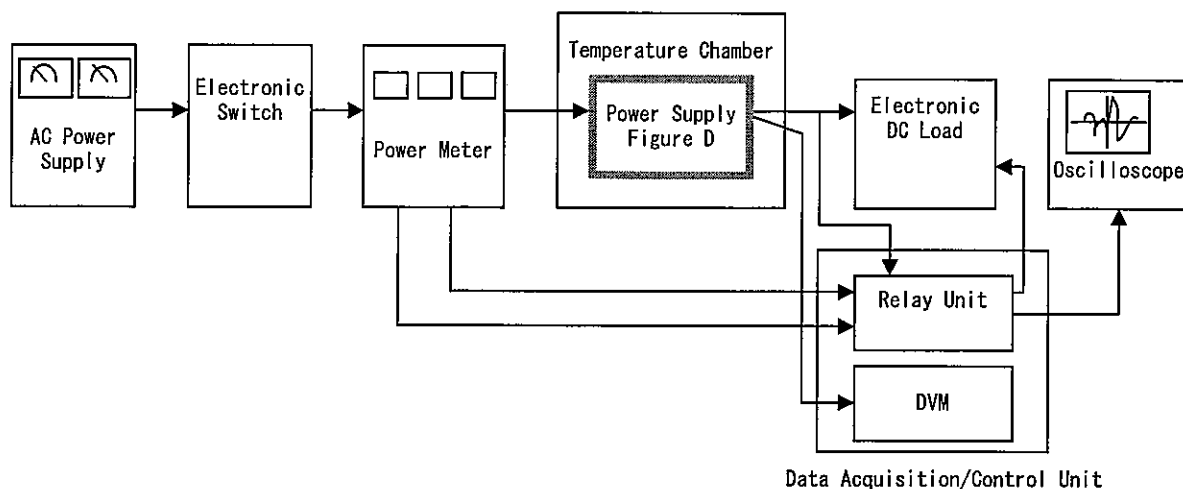 AC Power
Supply
Electronic
Switch
Power Meter
Temperature Chamber
Power Supply
Figure D
Electronic
DC Load
Oscilloscope
Relay Unit
DVM
Data Acquisition/Control Unit